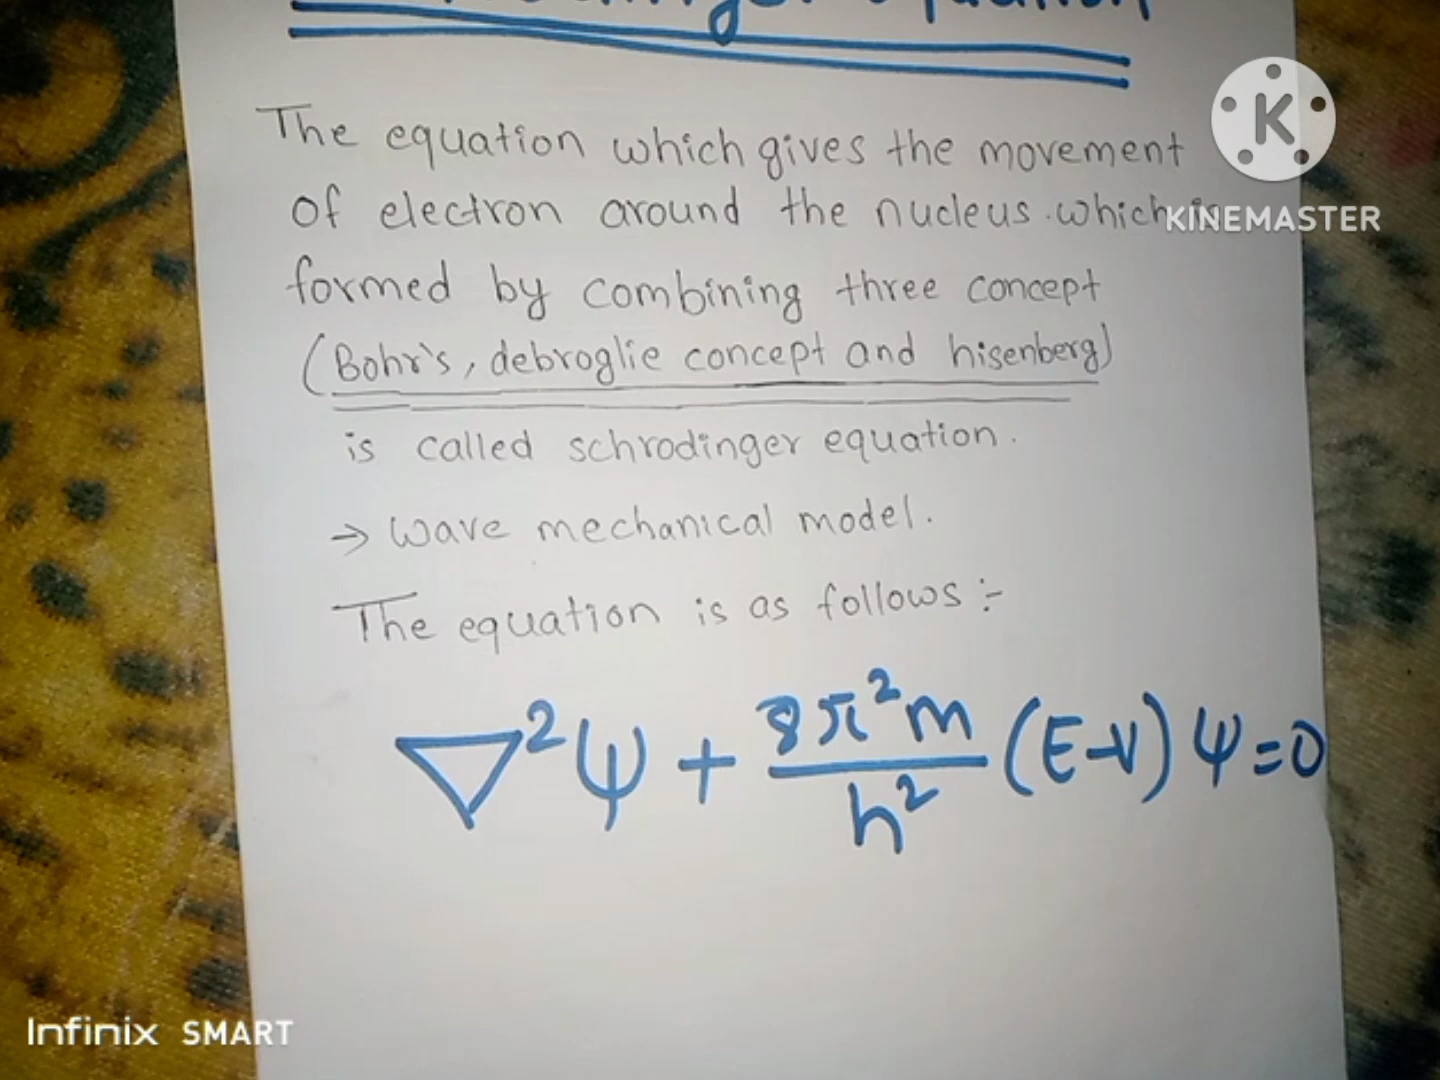 equation
The equation which gives the movement
of electron around the nucleus. which is
formed by combining three concept
(Bohr's, debroglie concept and hisenberg)
is called schrodinger equation.
→ Wave mechanical model.
The equation is as follows :-
∇²ψ + 8π²m/h² (E-V) ψ = 0
K
KINEMASTER
Infinix SMART